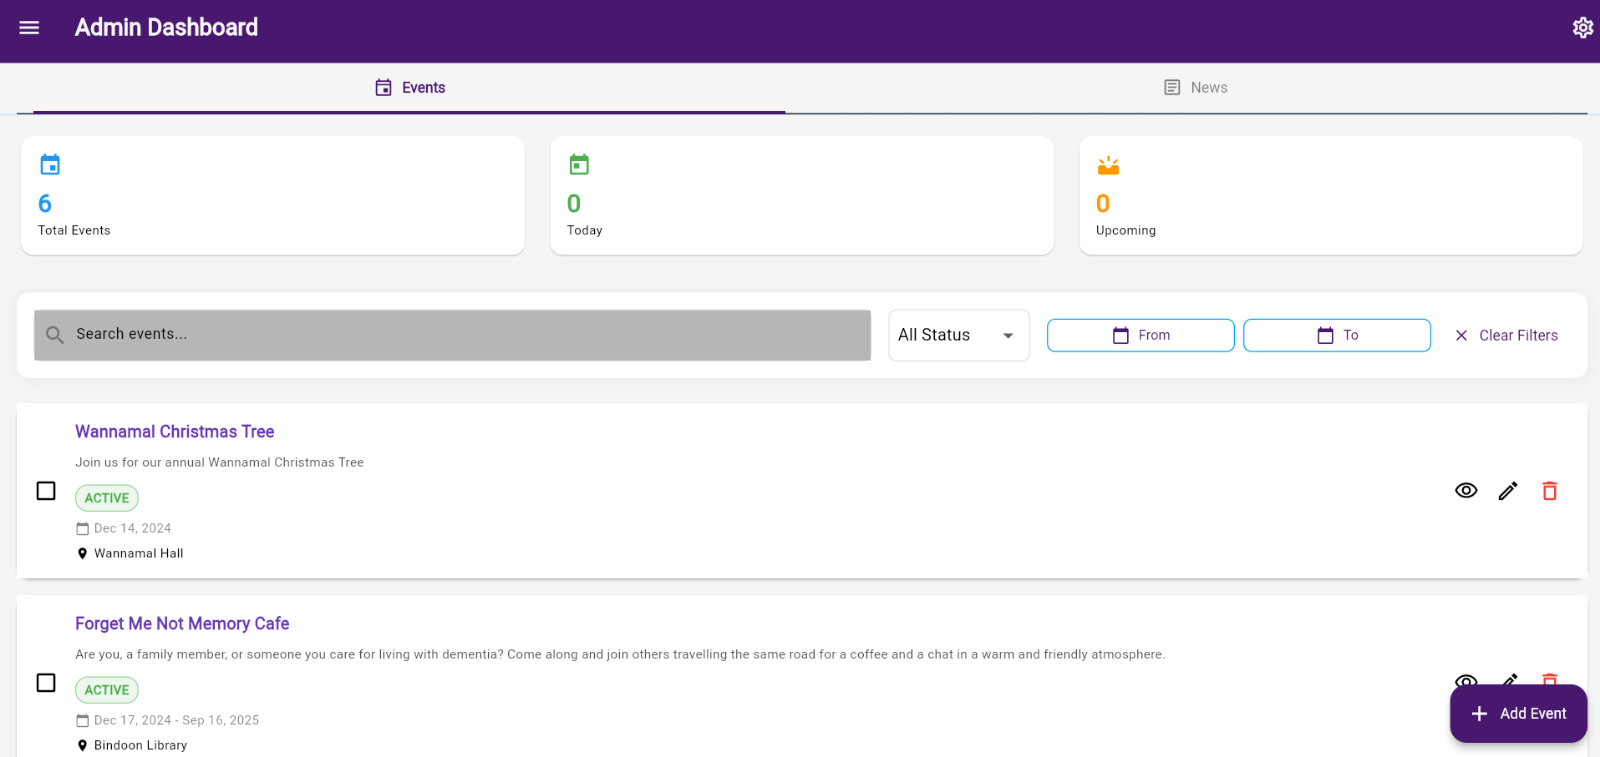 Admin Dashboard
Events
News
6
Total Events
0
Today
0
Upcoming
Search events...
All Status
From
To
Clear Filters
Wannamal Christmas Tree
Join us for our annual Wannamal Christmas Tree
ACTIVE
Dec 14, 2024
Wannamal Hall
Forget Me Not Memory Cafe
Are you, a family member, or someone you care for living with dementia? Come along and join others travelling the same road for a coffee and a chat in a warm and friendly atmosphere.
ACTIVE
Dec 17, 2024 - Sep 16, 2025
Bindoon Library
Add Event